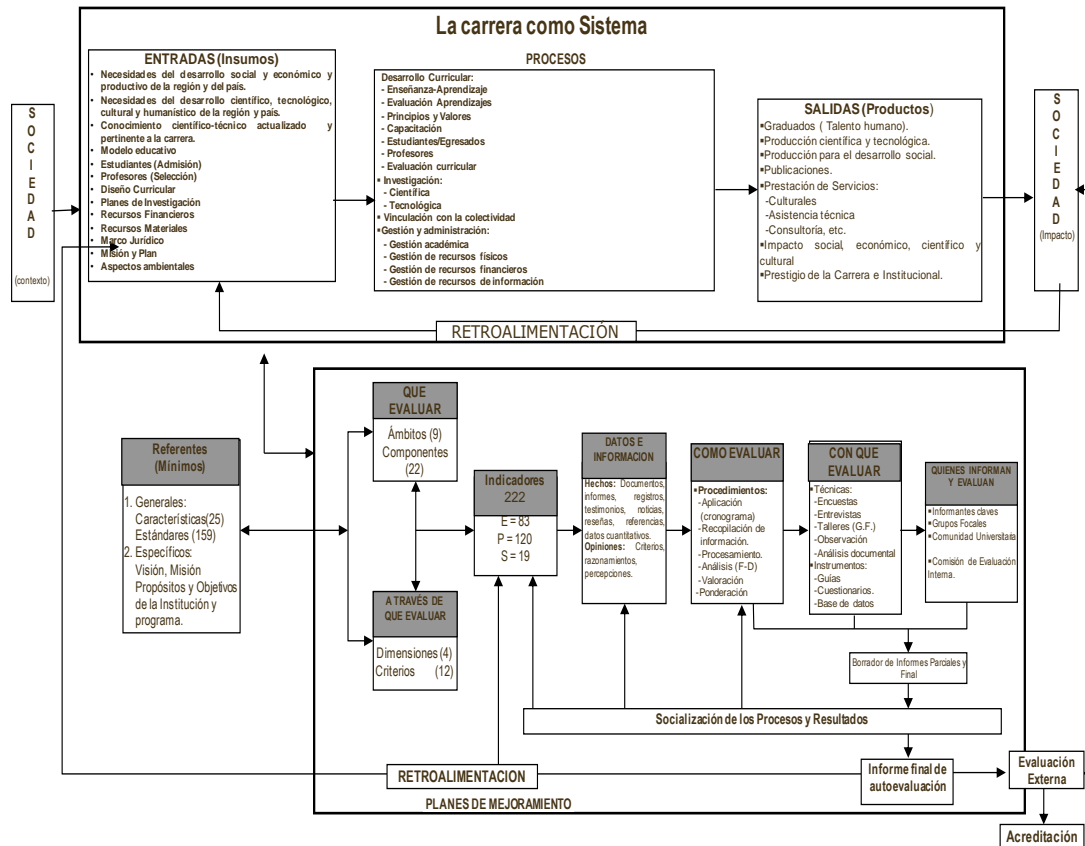 La carrera como Sistema
S
O
C
I
E
D
A
D
(contexto)
ENTRADAS (Insumos)
• Necesidades del desarrollo social y económico y
productivo de la región y del país.
• Necesidades del desarrollo científico, tecnológico,
cultural y humanístico de la región y país.
• Conocimiento científico-técnico actualizado y
pertinente a la carrera.
• Modelo educativo
• Estudiantes (Admisión)
• Profesores (Selección)
• Diseño Curricular
• Planes de Investigación
• Recursos Financieros
• Recursos Materiales
• Marco Jurídico
• Misión y Plan
• Aspectos ambientales
PROCESOS
Desarrollo Curricular:
- Enseñanza-Aprendizaje
- Evaluación Aprendizajes
- Principios y Valores
- Capacitación
- Estudiantes/Egresados
- Profesores
- Evaluación curricular
▪ Investigación:
- Científica
- Tecnológica
▪ Vinculación con la colectividad
▪Gestión y administración:
- Gestión académica
- Gestión de recursos físicos
- Gestión de recursos financieros
- Gestión de recursos de información
SALIDAS (Productos)
▪Graduados ( Talento humano).
▪Producción científica y tecnológica.
▪Producción para el desarrollo social.
▪Publicaciones.
▪Prestación de Servicios:
-Culturales
-Asistencia técnica
-Consultoría, etc.
▪Impacto social, económico, científico y
cultural
▪Prestigio de la Carrera e Institucional.
S
O
C
I
E
D
A
D
(Impacto)
RETROALIMENTACIÓN
Referentes
(Mínimos)
1. Generales:
Características(25)
Estándares (159)
2. Específicos:
Visión, Misión
Propósitos y Objetivos
de la Institución y
programa.
QUE
EVALUAR
Ámbitos (9)
Componentes
(22)
A TRAVÉS DE
QUE EVALUAR
Dimensiones (4)
Criterios (12)
Indicadores
222
E = 83
P = 120
S = 19
DATOS E
INFORMACION
Hechos: Documentos,
informes, registros,
testimonios, noticias,
reseñas, referencias,
datos cuantitativos.
Opiniones: Criterios,
razonamientos,
percepciones.
COMO EVALUAR
▪Procedimientos:
-Aplicación
(cronograma)
-Recopilación de
información.
-Procesamiento.
-Análisis (F-D)
-Valoración
-Ponderación
CON QUE
EVALUAR
▪Técnicas:
-Encuestas
-Entrevistas
-Talleres (G.F.)
-Observación
-Análisis documental
▪Instrumentos:
-Guías
-Cuestionarios.
-Base de datos
QUIENES INFORMAN
Y EVALUAN
▪Informantes claves
▪Grupos Focales
▪Comunidad Universitaria
▪Comisión de Evaluación
Interna.
Borrador de Informes Parciales y
Final
Socialización de los Procesos y Resultados
RETROALIMENTACION
Informe final de
autoevaluación
Evaluación
Externa
PLANES DE MEJORAMIENTO
Acreditación